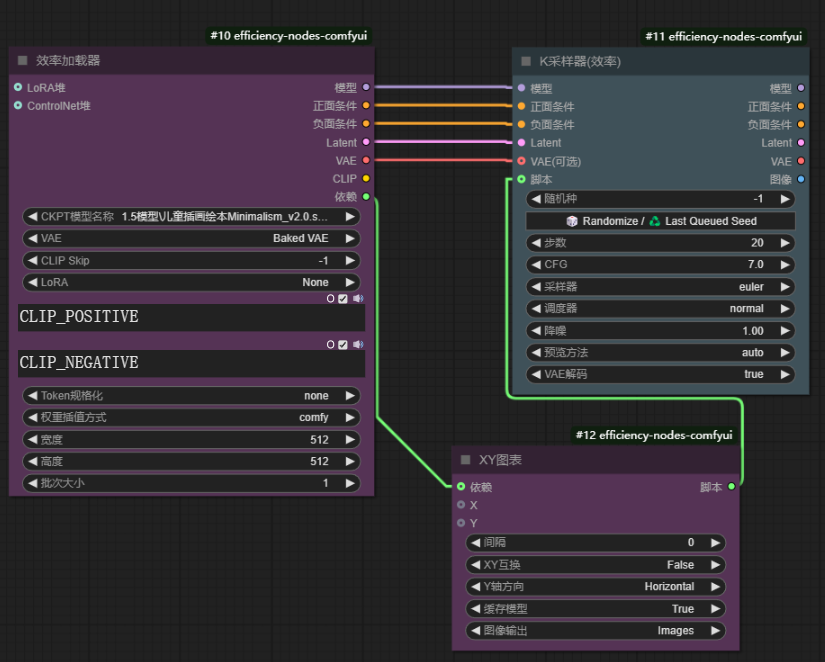 #10 efficiency-nodes-comfyui
效率加载器
LoRA堆
模型
ControlNet堆
正面条件
负面条件
Latent
VAE
CLIP
依赖
CKPT模型名称 1.5模型\儿童插画绘本Minimalism_v2.0.s...
VAE Baked VAE
CLIP Skip -1
LoRA None
CLIP_POSITIVE
CLIP_NEGATIVE
Token规格化 none
权重插值方式 comfy
宽度 512
高度 512
批次大小 1
#11 efficiency-nodes-comfyui
K采样器(效率)
模型 模型
正面条件 正面条件
负面条件 负面条件
Latent Latent
VAE(可选) VAE
脚本 图像
随机种 -1
Randomize / Last Queued Seed
步数 20
CFG 7.0
采样器 euler
调度器 normal
降噪 1.00
预览方法 auto
VAE解码 true
#12 efficiency-nodes-comfyui
XY图表
依赖 脚本
X
Y
间隔 0
XY互换 False
Y轴方向 Horizontal
缓存模型 True
图像输出 Images